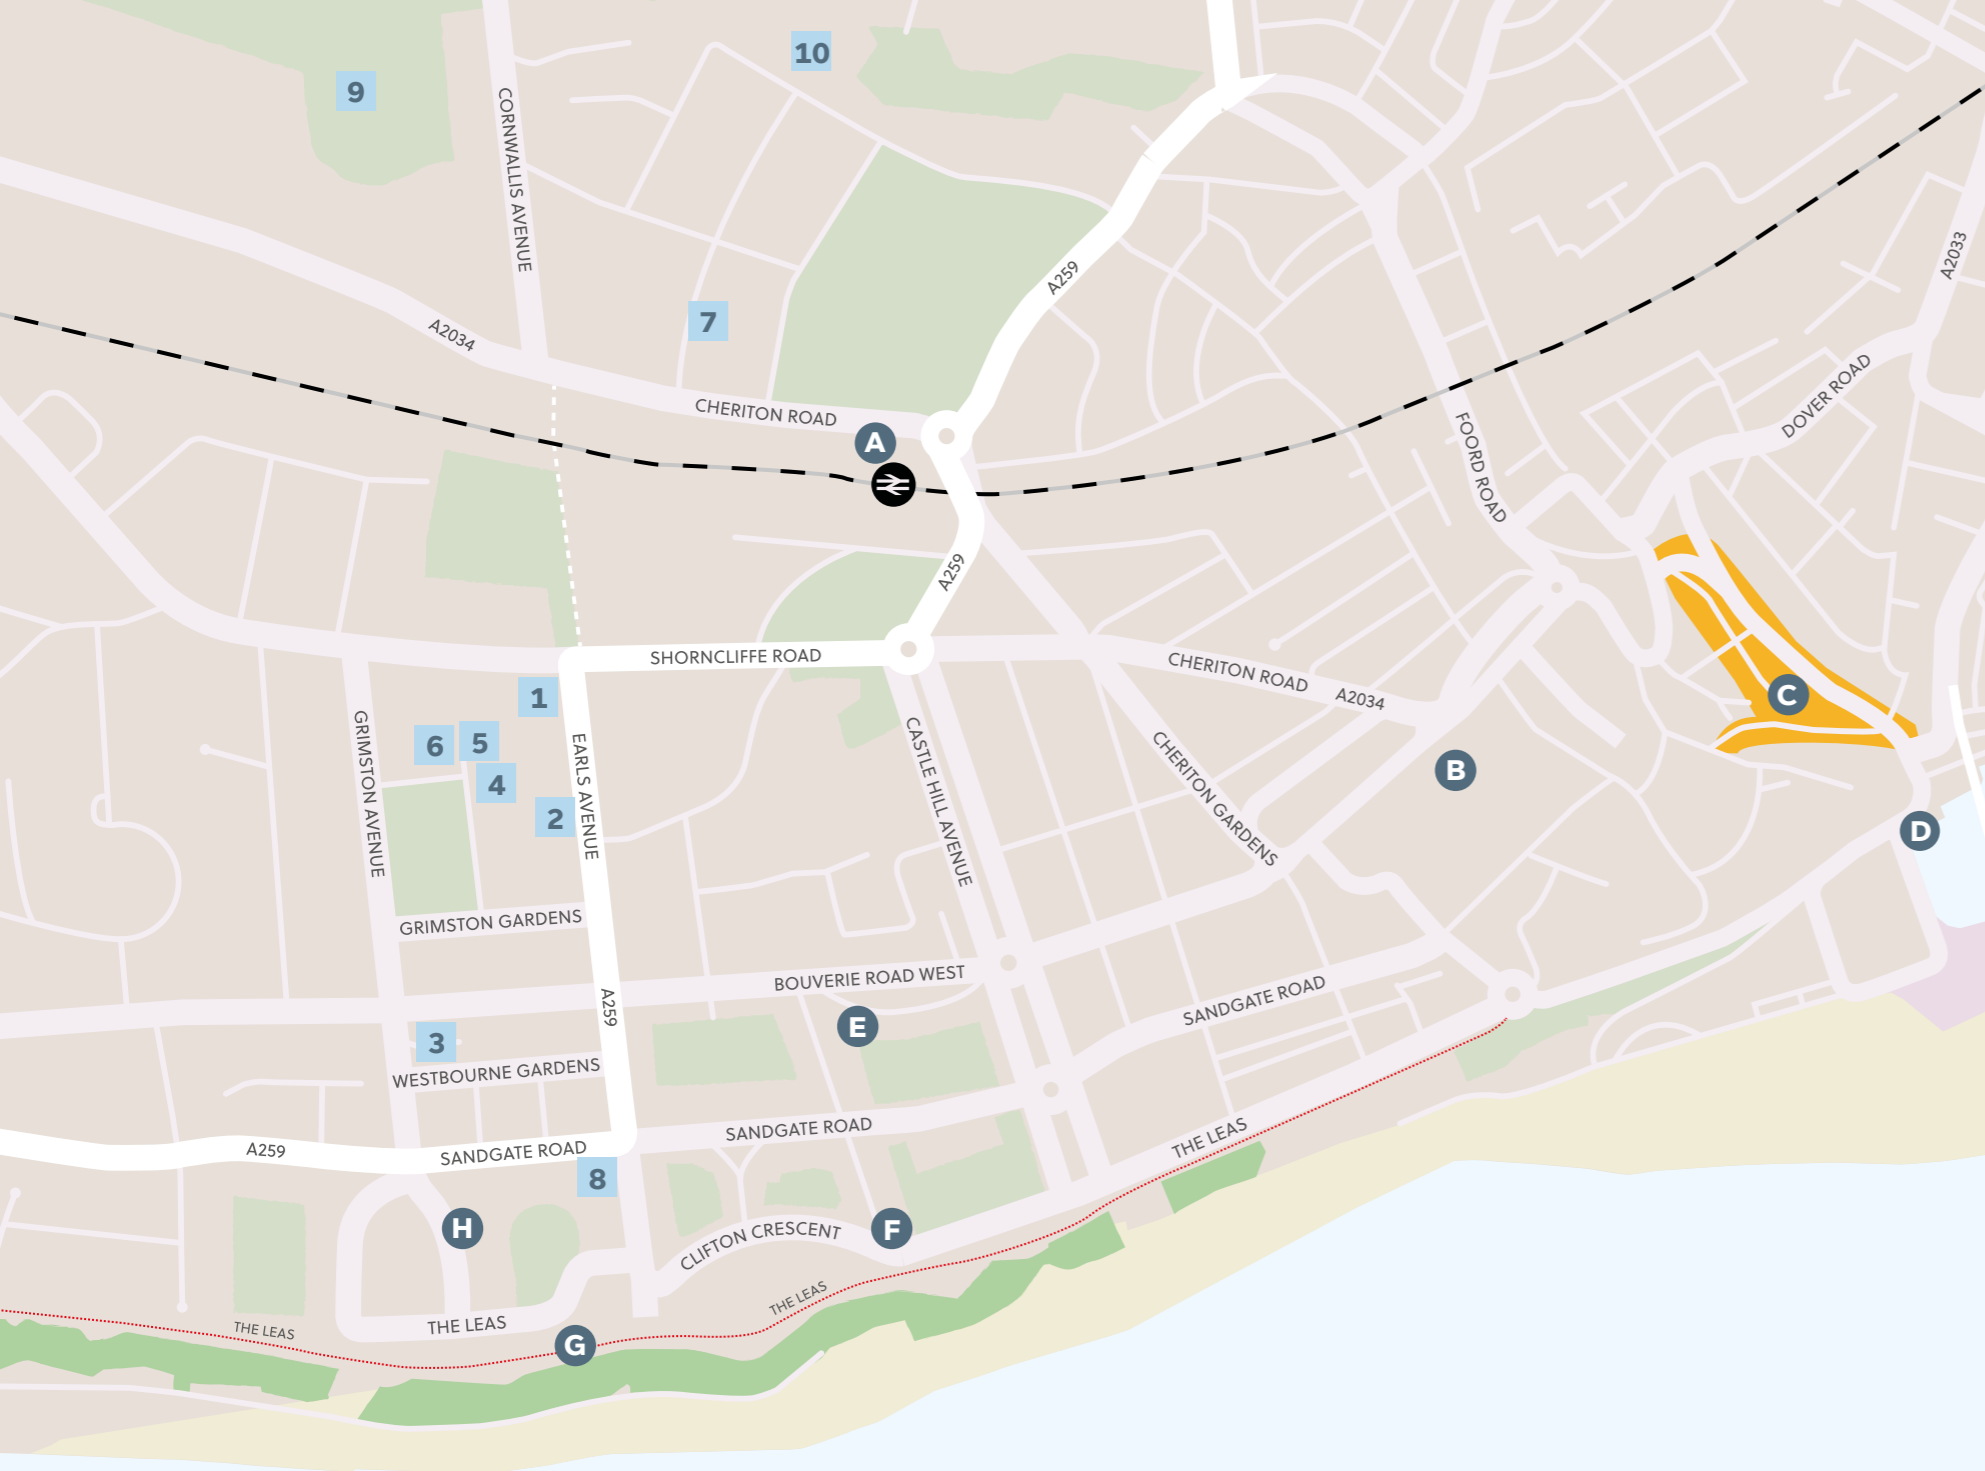 10
9
CORNWALLIS AVENUE
A2033
A259
7
A2034
DOVER ROAD
CHERITON ROAD
A
FOORD ROAD
A259
SHORNCLIFFE ROAD
CHERITON ROAD
A2034
1
C
6
5
4
2
GRIMSTON AVENUE
EARLS AVENUE
CASTLE HILL AVENUE
CHERITON GARDENS
B
D
GRIMSTON GARDENS
BOUVERIE ROAD WEST
A259
SANDGATE ROAD
E
3
WESTBOURNE GARDENS
SANDGATE ROAD
THE LEAS
A259
SANDGATE ROAD
8
H
F
CLIFTON CRESCENT
THE LEAS
THE LEAS
THE LEAS
G